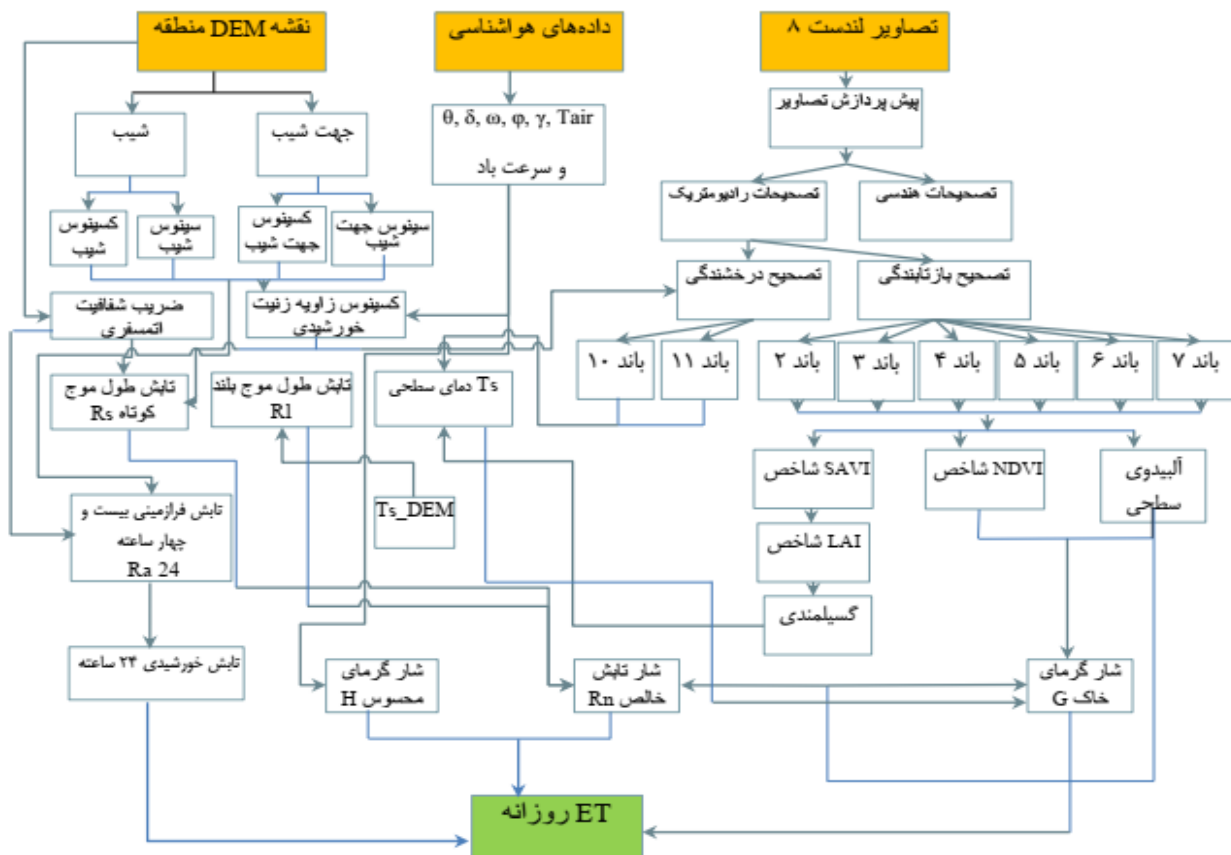 نقشه DEM منطقه
داده‌های هواشناسی
تصاویر لندست ۸
پیش پردازش تصاویر
θ, δ, ω, φ, γ, Tair
و سرعت باد
شیب
جهت شیب
تصحیحات رادیومتریک
تصحیحات هندسی
کسینوس
شیب
سینوس
شیب
کسینوس
جهت شیب
سینوس جهت
شیب
تصحیح درخشندگی
تصحیح بازتابندگی
ضریب شفافیت
اتمسفری
کسینوس زاویه زنیت
خورشیدی
باند ۱۰
باند ۱۱
باند ۲
باند ۳
باند ۴
باند ۵
باند ۶
باند ۷
تابش طول موج
کوتاه Rs
تابش طول موج بلند
Rl
Ts دمای سطحی
SAVI شاخص
NDVI شاخص
آلبیدوی
سطحی
تابش فرازمینی بیست و
چهار ساعته
Ra 24
Ts_DEM
LAI شاخص
گسیلمندی
تابش خورشیدی ۲۴ ساعته
شار گرمای
محسوس H
شار تابش
خالص Rn
شار گرمای
خاک G
ET روزانه